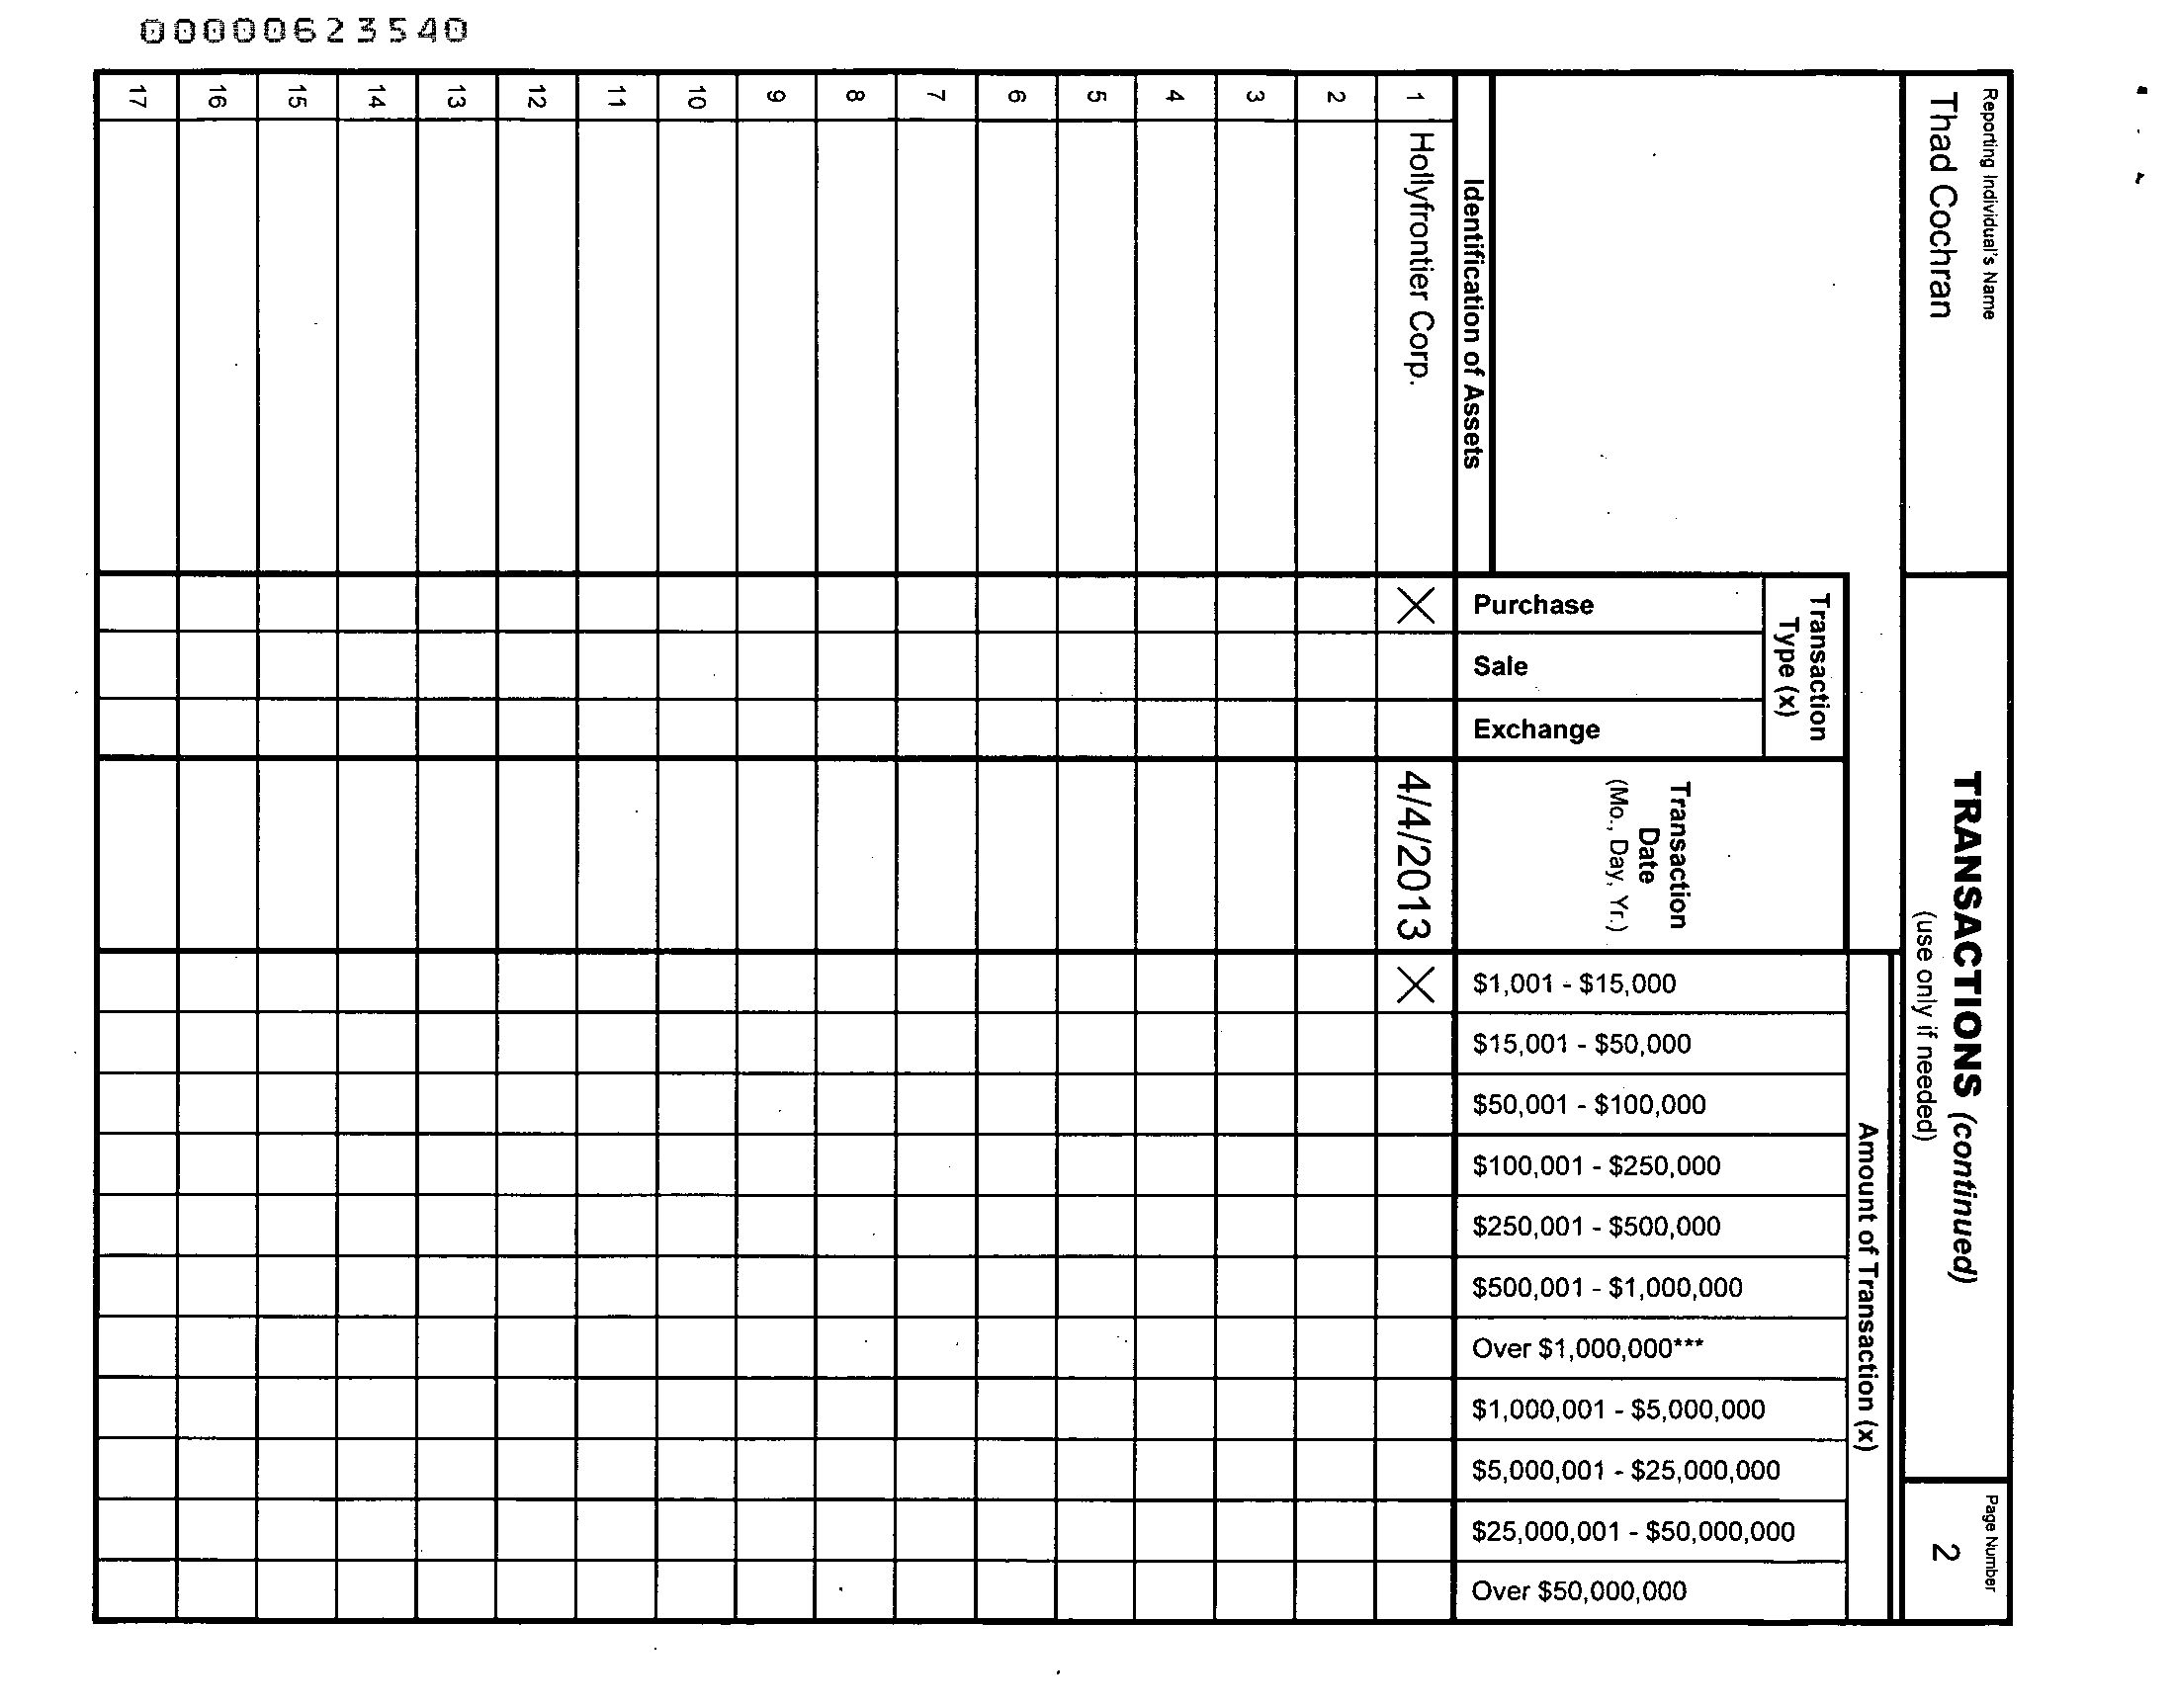 00000623540
Reporting Individual's Name
Thad Cochran
TRANSACTIONS (continued)
(use only if needed)
Page Number
2
Transaction
Type (x)
Transaction
Date
(Mo., Day, Yr.)
Amount of Transaction (x)
Identification of Assets
Purchase
Sale
Exchange
$1,001 - $15,000
$15,001 - $50,000
$50,001 - $100,000
$100,001 - $250,000
$250,001 - $500,000
$500,001 - $1,000,000
Over $1,000,000***
$1,000,001 - $5,000,000
$5,000,001 - $25,000,000
$25,000,001 - $50,000,000
Over $50,000,000
1 Hollyfrontier Corp. X 4/4/2013 X
2
3
4
5
6
7
8
9
10
11
12
13
14
15
16
17